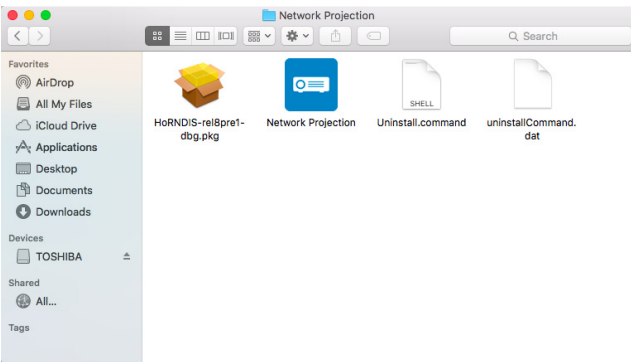 Network Projection
Search
Favorites
AirDrop
All My Files
iCloud Drive
Applications
Desktop
Documents
Downloads
Devices
TOSHIBA
Shared
All...
Tags
HoRNDIS-rel8pre1-
dbg.pkg
Network Projection
SHELL
Uninstall.command
uninstallCommand.
dat